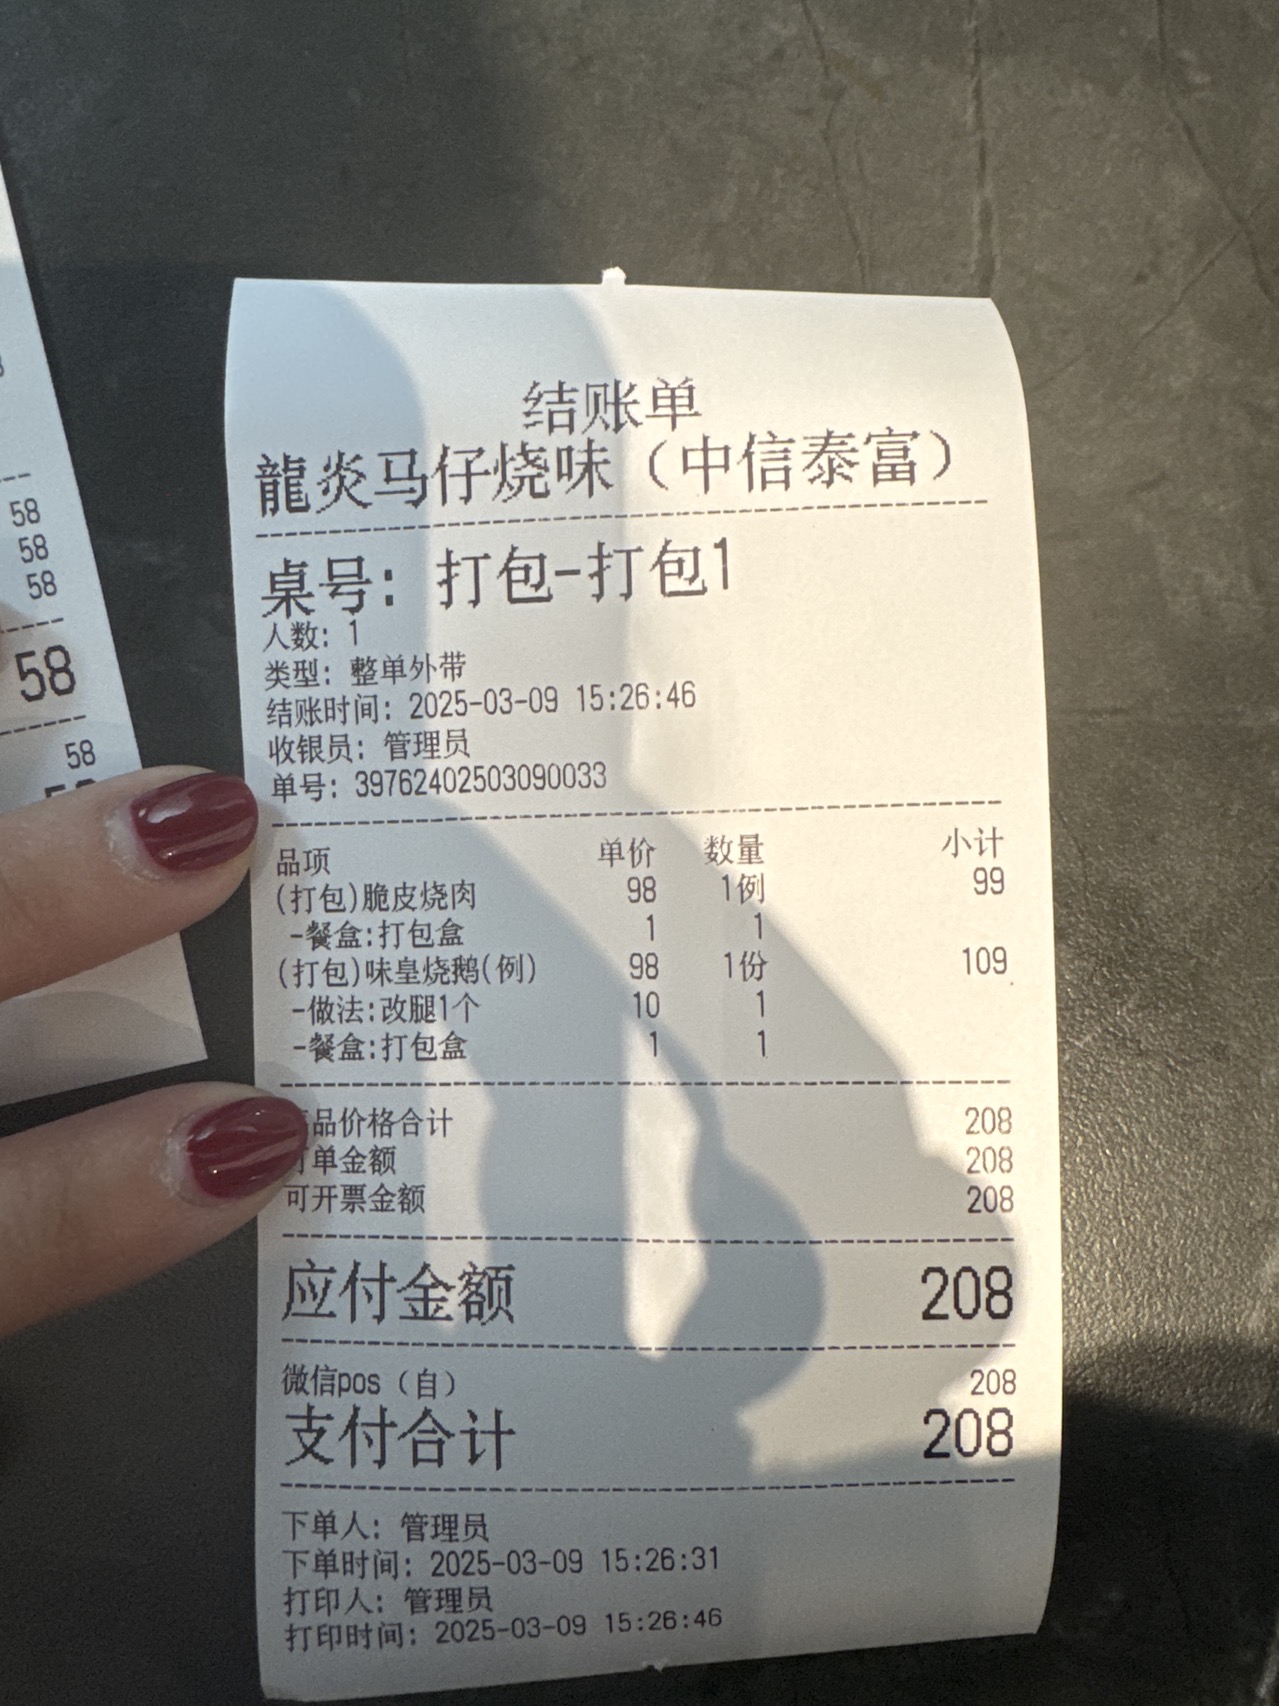 58
58
58
58
58
结账单
龍炎马仔烧味（中信泰富）
桌号: 打包-打包1
人数: 1
类型: 整单外带
结账时间: 2025-03-09 15:26:46
收银员: 管理员
单号: 39762402503090033
品项 单价 数量 小计
(打包)脆皮烧肉 98 1例 99
-餐盒:打包盒 1 1
(打包)味皇烧鹅(例) 98 1份 109
-做法:改腿1个 10 1
-餐盒:打包盒 1 1
品价格合计 208
单金额 208
可开票金额 208
应付金额 208
微信pos（自） 208
支付合计 208
下单人: 管理员
下单时间: 2025-03-09 15:26:31
打印人: 管理员
打印时间: 2025-03-09 15:26:46